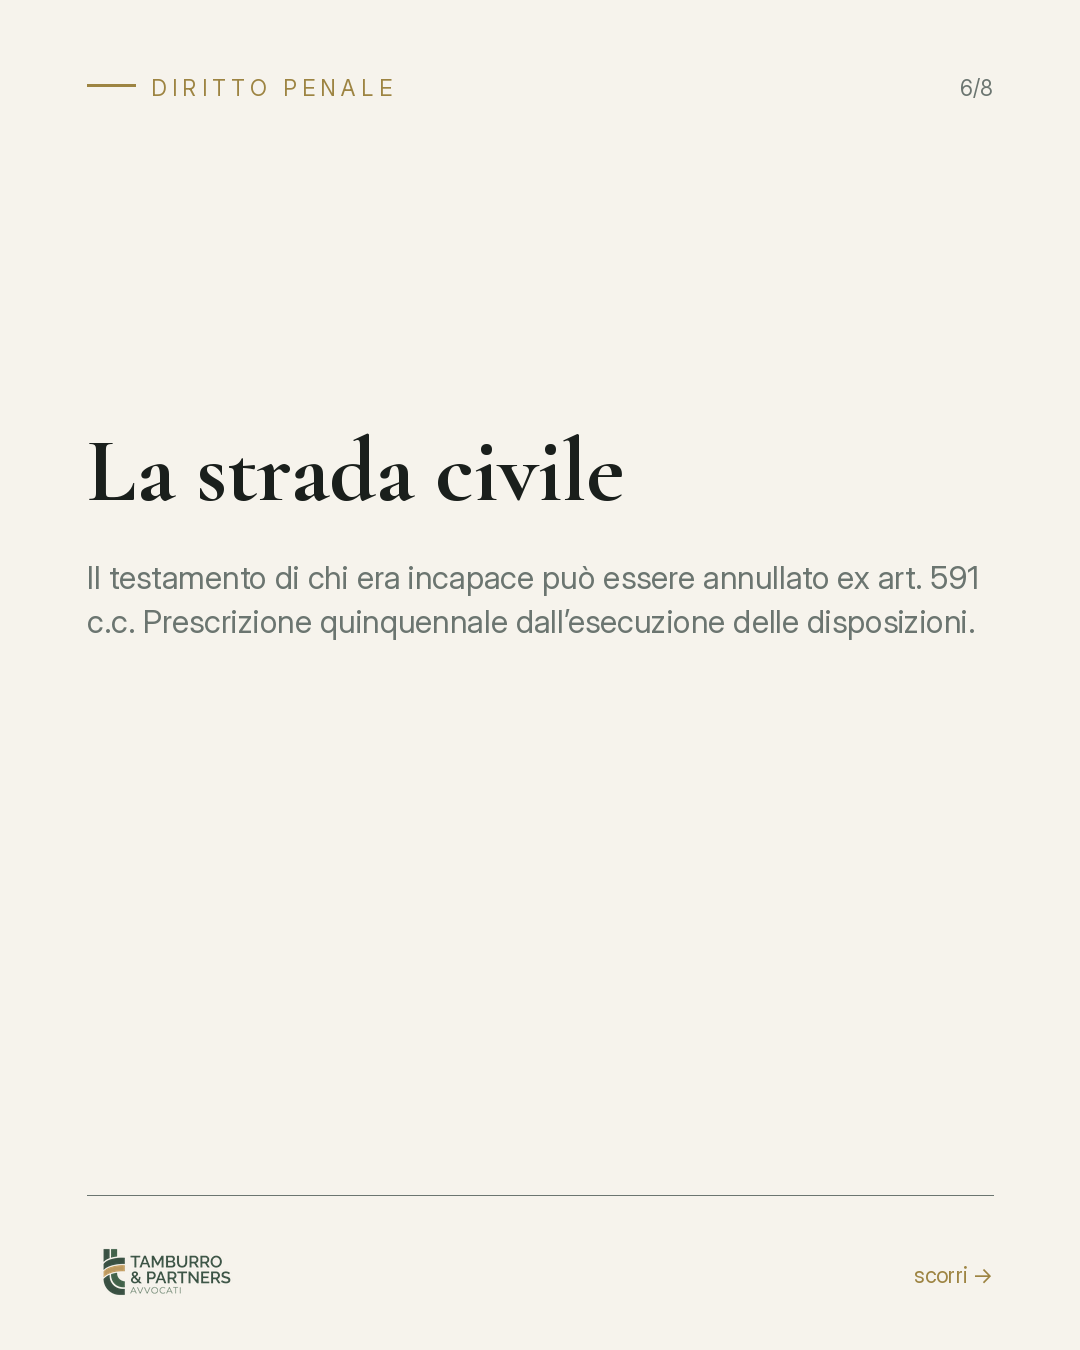 DIRITTO PENALE
6/8
La strada civile
Il testamento di chi era incapace può essere annullato ex art. 591
c.c. Prescrizione quinquennale dall’esecuzione delle disposizioni.
TAMBURRO
& PARTNERS
AVVOCATI
scorri →